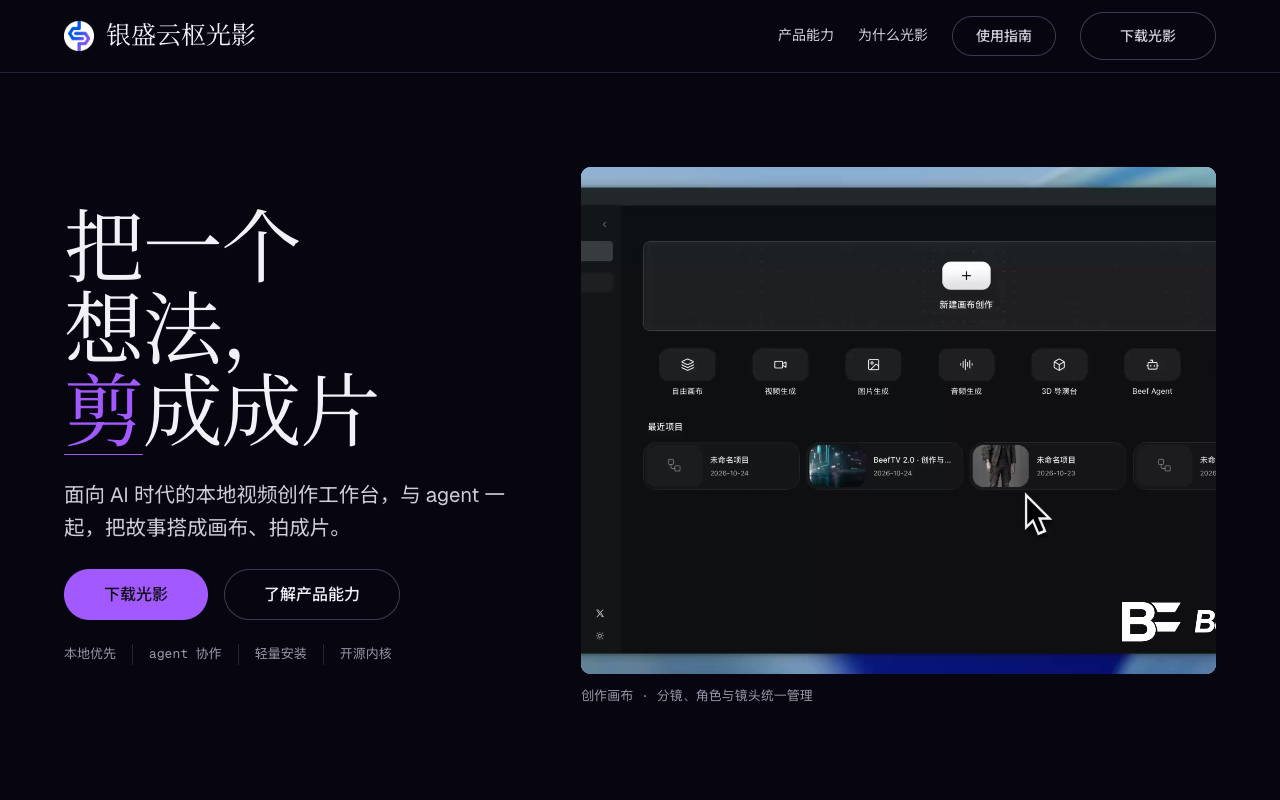 银盛云枢光影
产品能力
为什么光影
使用指南
下载光影
把一个
想法,
剪成成片
面向 AI 时代的本地视频创作工作台，与 agent 一
起，把故事搭成画布、拍成片。
下载光影
了解产品能力
本地优先
agent 协作
轻量安装
开源内核
新建画布创作
自由画布
视频生成
图片生成
音频生成
3D 导演台
Beef Agent
最近项目
未命名项目
2026-10-24
BeefTV 2.0 · 创作与...
2026-10-24
未命名项目
2026-10-23
未命
2026
BF B
创作画布 · 分镜、角色与镜头统一管理